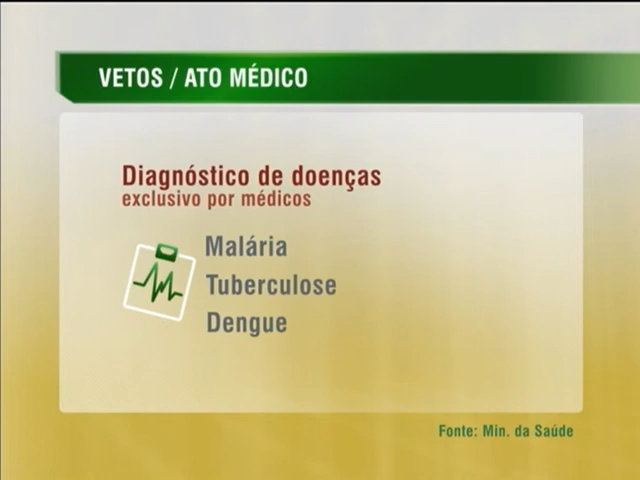 VETOS / ATO MÉDICO
Diagnóstico de doenças
exclusivo por médicos
Malária
Tuberculose
Dengue
Fonte: Min. da Saúde